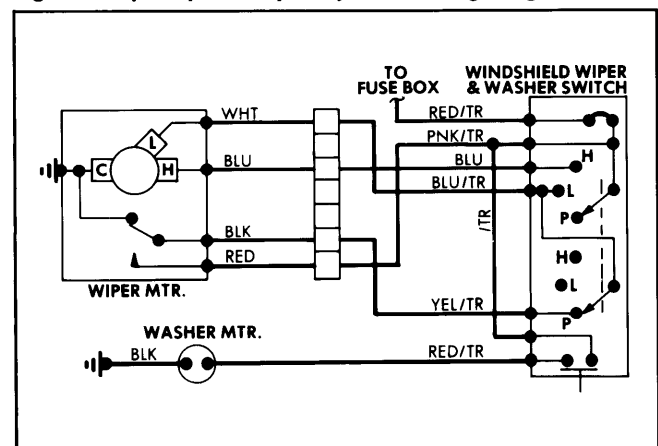 TO
FUSE BOX
WINDSHIELD WIPER
& WASHER SWITCH
WHT
RED/TR
PNK/TR
L
C
H
BLU
BLU
H
BLU/TR
L
/TR
P
BLK
H
RED
L
WIPER MTR.
YEL/TR
P
WASHER MTR.
BLK
RED/TR